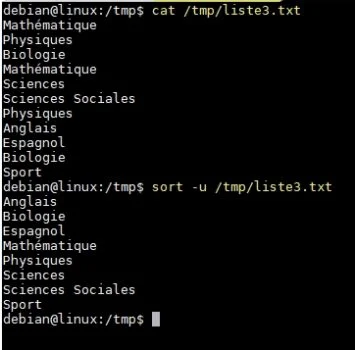 debian@linux:/tmp$ cat /tmp/liste3.txt
Mathématique
Physiques
Biologie
Mathématique
Sciences
Sciences Sociales
Physiques
Anglais
Espagnol
Biologie
Sport
debian@linux:/tmp$ sort -u /tmp/liste3.txt
Anglais
Biologie
Espagnol
Mathématique
Physiques
Sciences
Sciences Sociales
Sport
debian@linux:/tmp$